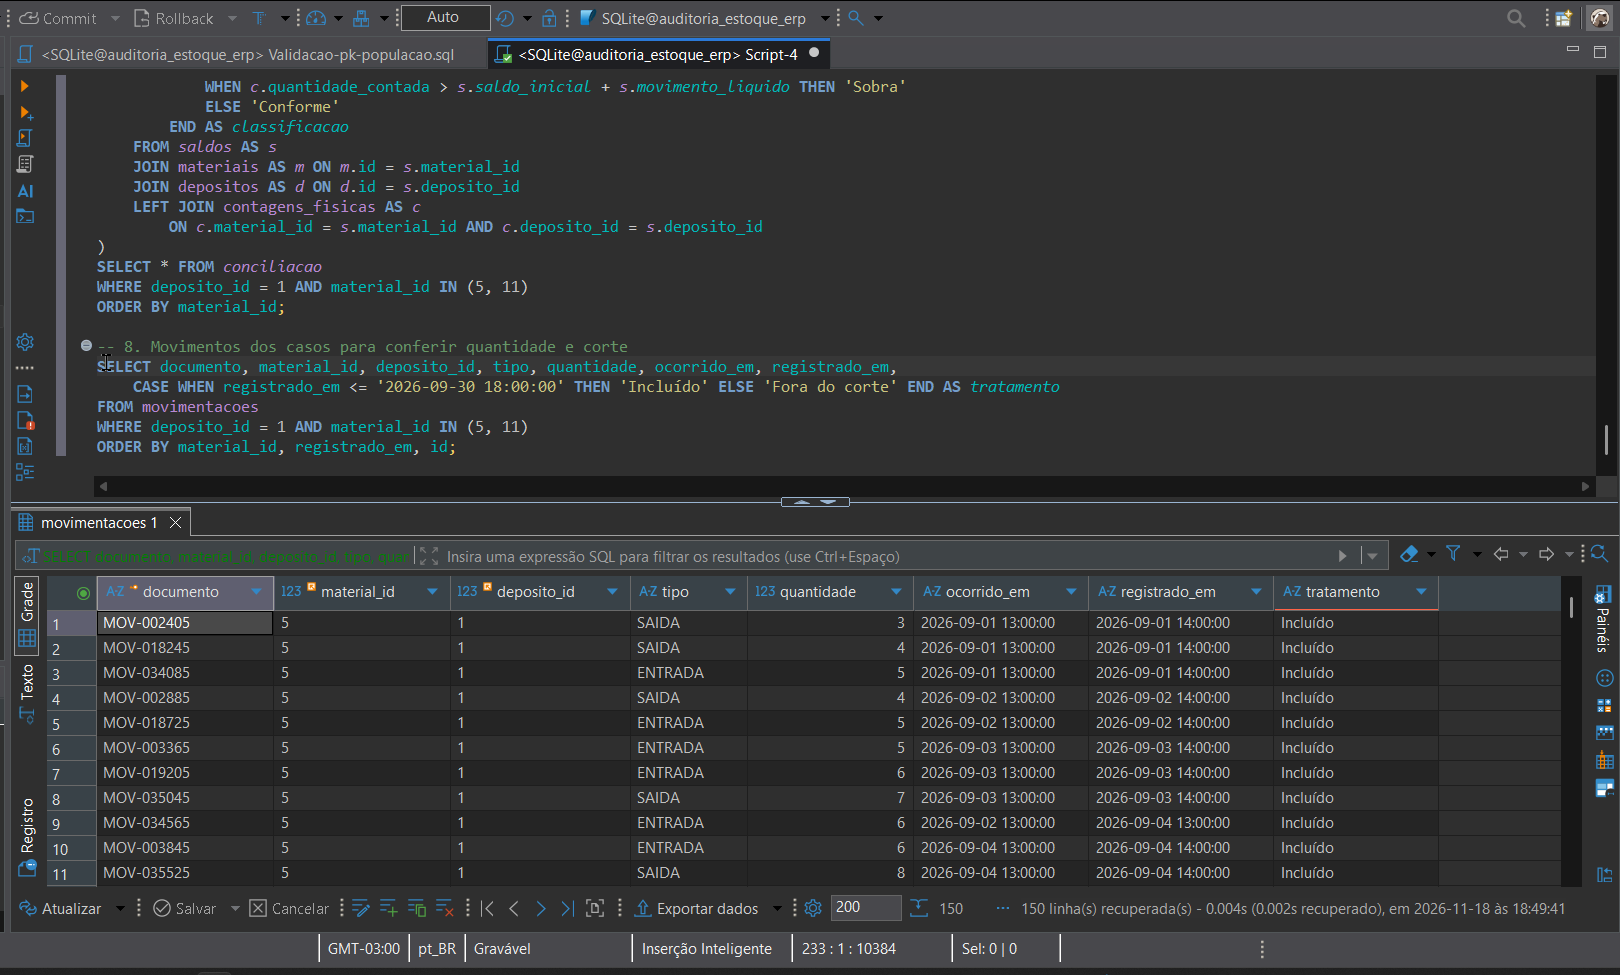 Commit Rollback T Auto SQLite@auditoria_estoque_erp
<SQLite@auditoria_estoque_erp> Validacao-pk-populacao.sql <SQLite@auditoria_estoque_erp> Script-4
WHEN c.quantidade_contada > s.saldo_inicial + s.movimento_liquido THEN 'Sobra'
ELSE 'Conforme'
END AS classificacao
FROM saldos AS s
JOIN materiais AS m ON m.id = s.material_id
JOIN depositos AS d ON d.id = s.deposito_id
LEFT JOIN contagens_fisicas AS c
ON c.material_id = s.material_id AND c.deposito_id = s.deposito_id
)
SELECT * FROM conciliacao
WHERE deposito_id = 1 AND material_id IN (5, 11)
ORDER BY material_id;
-- 8. Movimentos dos casos para conferir quantidade e corte
SELECT documento, material_id, deposito_id, tipo, quantidade, ocorrido_em, registrado_em,
CASE WHEN registrado_em <= '2026-09-30 18:00:00' THEN 'Incluído' ELSE 'Fora do corte' END AS tratamento
FROM movimentacoes
WHERE deposito_id = 1 AND material_id IN (5, 11)
ORDER BY material_id, registrado_em, id;
AI
movimentacoes 1
SELECT documento, material_id, deposito_id, tipo, quan Insira uma expressão SQL para filtrar os resultados (use Ctrl+Espaço)
Grade
Texto
Registro
Painéis
A-Z documento 123 material_id 123 deposito_id A-Z tipo 123 quantidade A-Z ocorrido_em A-Z registrado_em A-Z tratamento
1 MOV-002405 5 1 SAIDA 3 2026-09-01 13:00:00 2026-09-01 14:00:00 Incluído
2 MOV-018245 5 1 SAIDA 4 2026-09-01 13:00:00 2026-09-01 14:00:00 Incluído
3 MOV-034085 5 1 ENTRADA 5 2026-09-01 13:00:00 2026-09-01 14:00:00 Incluído
4 MOV-002885 5 1 SAIDA 4 2026-09-02 13:00:00 2026-09-02 14:00:00 Incluído
5 MOV-018725 5 1 ENTRADA 5 2026-09-02 13:00:00 2026-09-02 14:00:00 Incluído
6 MOV-003365 5 1 ENTRADA 5 2026-09-03 13:00:00 2026-09-03 14:00:00 Incluído
7 MOV-019205 5 1 ENTRADA 6 2026-09-03 13:00:00 2026-09-03 14:00:00 Incluído
8 MOV-035045 5 1 SAIDA 7 2026-09-03 13:00:00 2026-09-03 14:00:00 Incluído
9 MOV-034565 5 1 ENTRADA 6 2026-09-02 13:00:00 2026-09-04 13:00:00 Incluído
10 MOV-003845 5 1 ENTRADA 6 2026-09-04 13:00:00 2026-09-04 14:00:00 Incluído
11 MOV-035525 5 1 SAIDA 8 2026-09-04 13:00:00 2026-09-04 14:00:00 Incluído
Atualizar Salvar Cancelar Exportar dados 200 150 ··· 150 linha(s) recuperada(s) - 0.004s (0.002s recuperado), em 2026-11-18 às 18:49:41
GMT-03:00 pt_BR Gravável Inserção Inteligente 233 : 1 : 10384 Sel: 0 | 0